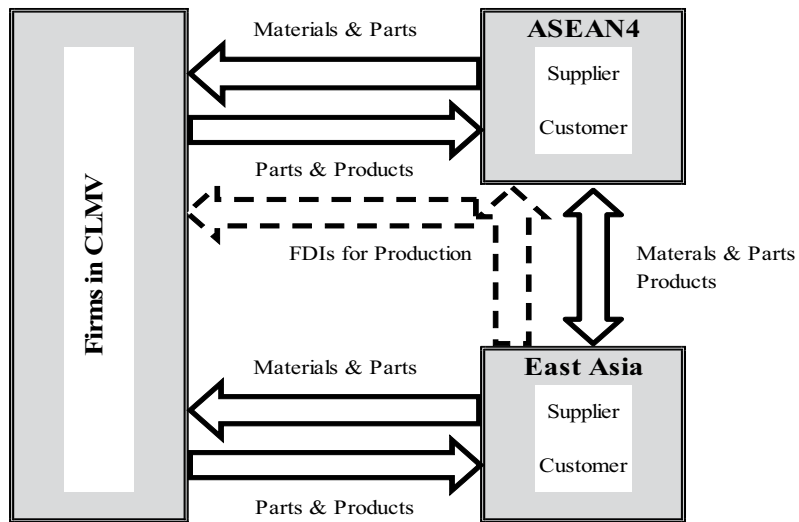 Materials & Parts
ASEAN4
Supplier
Customer
Parts & Products
Firms in CLMV
FDIs for Production
Materals & Parts
Products
Materials & Parts
East Asia
Supplier
Customer
Parts & Products